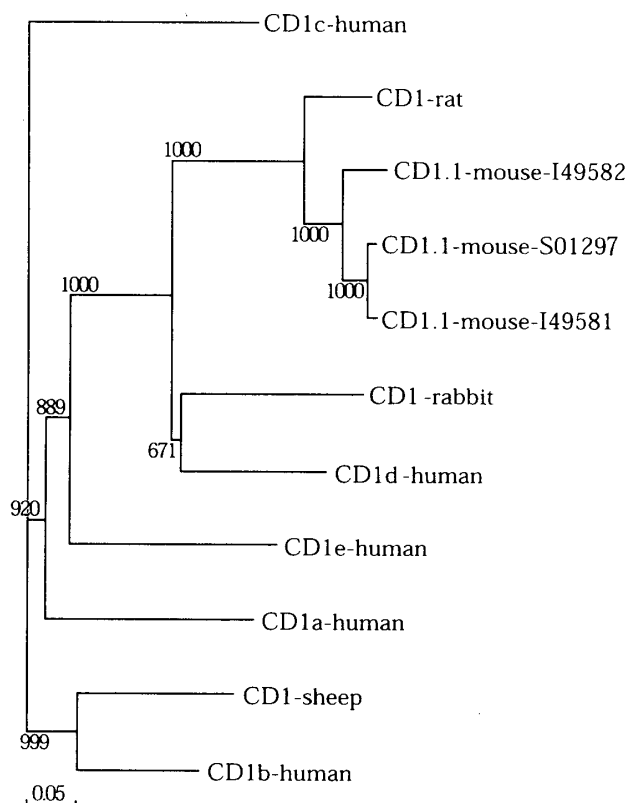 CD1c-human
CD1-rat
1000
CD1.1-mouse-I49582
1000
CD1.1-mouse-S01297
1000
1000
CD1.1-mouse-I49581
CD1-rabbit
889
671
CD1d-human
920
CD1e-human
CD1a-human
CD1-sheep
999
CD1b-human
0.05